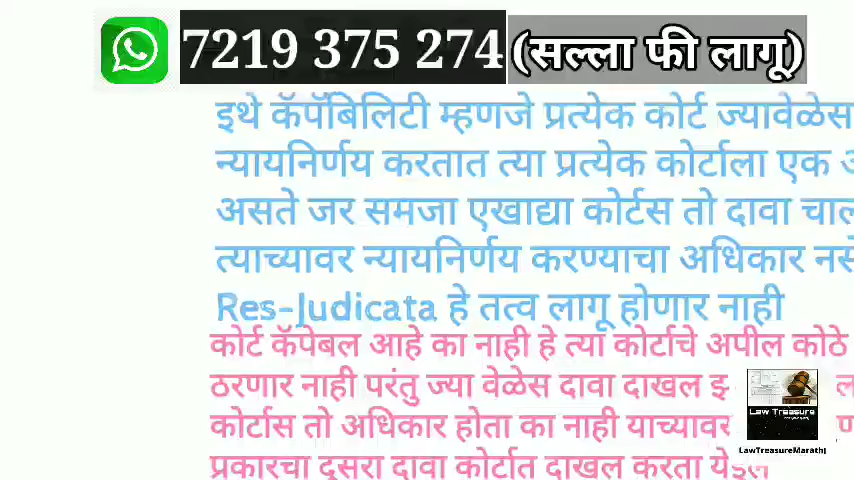 7219 375 274 (सल्ला फी लागू)
इथे कॅपॅबिलिटी म्हणजे प्रत्येक कोर्ट ज्यावेळेस
न्यायनिर्णय करतात त्या प्रत्येक कोर्टाला एक
असते जर समजा एखाद्या कोर्टस तो दावा
त्याच्यावर न्यायनिर्णय करण्याचा अधिकार
Res-Judicata हे तत्व लागू होणार नाही
कोर्ट कॅपेबल आहे का नाही हे त्या कोर्टाचे अपील कोठे
ठरणार नाही परंतु ज्या वेळेस दावा दाखल
कोर्टास तो अधिकार होता का नाही याच्यावर
प्रकारचा दुसरा दावा कोर्टात दाखल करता
Law Treasure
LawTreasureMarathi